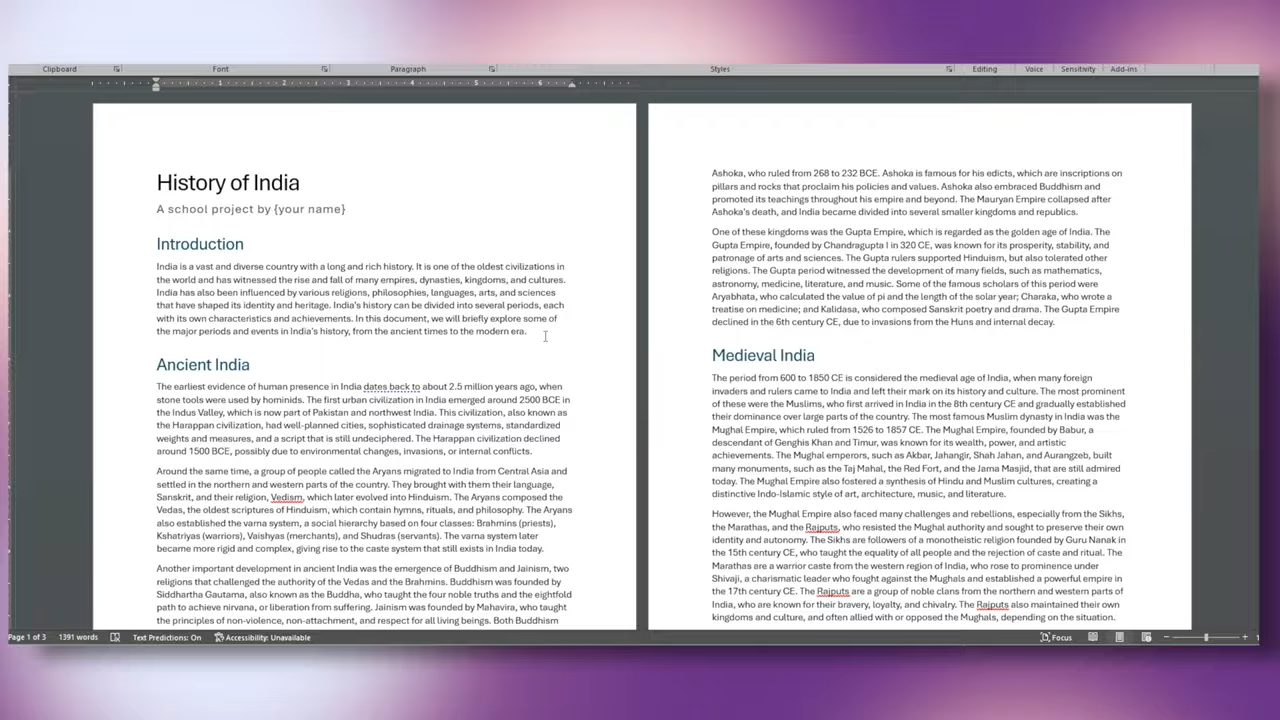 Clipboard Font Paragraph Styles Editing Voice Sensitivity Add-ins
1 2 3 4 5 6
History of India
A school project by {your name}
Introduction
India is a vast and diverse country with a long and rich history. It is one of the oldest civilizations in
the world and has witnessed the rise and fall of many empires, dynasties, kingdoms, and cultures.
India has also been influenced by various religions, philosophies, languages, arts, and sciences
that have shaped its identity and heritage. India's history can be divided into several periods, each
with its own characteristics and achievements. In this document, we will briefly explore some of
the major periods and events in India's history, from the ancient times to the modern era.
Ancient India
The earliest evidence of human presence in India dates back to about 2.5 million years ago, when
stone tools were used by hominids. The first urban civilization in India emerged around 2500 BCE in
the Indus Valley, which is now part of Pakistan and northwest India. This civilization, also known as
the Harappan civilization, had well-planned cities, sophisticated drainage systems, standardized
weights and measures, and a script that is still undeciphered. The Harappan civilization declined
around 1500 BCE, possibly due to environmental changes, invasions, or internal conflicts.
Around the same time, a group of people called the Aryans migrated to India from Central Asia and
settled in the northern and western parts of the country. They brought with them their language,
Sanskrit, and their religion, Vedism, which later evolved into Hinduism. The Aryans composed the
Vedas, the oldest scriptures of Hinduism, which contain hymns, rituals, and philosophy. The Aryans
also established the varna system, a social hierarchy based on four classes: Brahmins (priests),
Kshatriyas (warriors), Vaishyas (merchants), and Shudras (servants). The varna system later
became more rigid and complex, giving rise to the caste system that still exists in India today.
Another important development in ancient India was the emergence of Buddhism and Jainism, two
religions that challenged the authority of the Vedas and the Brahmins. Buddhism was founded by
Siddhartha Gautama, also known as the Buddha, who taught the four noble truths and the eightfold
path to achieve nirvana, or liberation from suffering. Jainism was founded by Mahavira, who taught
the principles of non-violence, non-attachment, and respect for all living beings. Both Buddhism
Ashoka, who ruled from 268 to 232 BCE. Ashoka is famous for his edicts, which are inscriptions on
pillars and rocks that proclaim his policies and values. Ashoka also embraced Buddhism and
promoted its teachings throughout his empire and beyond. The Mauryan Empire collapsed after
Ashoka's death, and India became divided into several smaller kingdoms and republics.
One of these kingdoms was the Gupta Empire, which is regarded as the golden age of India. The
Gupta Empire, founded by Chandragupta I in 320 CE, was known for its prosperity, stability, and
patronage of arts and sciences. The Gupta rulers supported Hinduism, but also tolerated other
religions. The Gupta period witnessed the development of many fields, such as mathematics,
astronomy, medicine, literature, and music. Some of the famous scholars of this period were
Aryabhata, who calculated the value of pi and the length of the solar year; Charaka, who wrote a
treatise on medicine; and Kalidasa, who composed Sanskrit poetry and drama. The Gupta Empire
declined in the 6th century CE, due to invasions from the Huns and internal decay.
Medieval India
The period from 600 to 1850 CE is considered the medieval age of India, when many foreign
invaders and rulers came to India and left their mark on its history and culture. The most prominent
of these were the Muslims, who first arrived in India in the 8th century CE and gradually established
their dominance over large parts of the country. The most famous Muslim dynasty in India was the
Mughal Empire, which ruled from 1526 to 1857 CE. The Mughal Empire, founded by Babur, a
descendant of Genghis Khan and Timur, was known for its wealth, power, and artistic
achievements. The Mughal emperors, such as Akbar, Jahangir, Shah Jahan, and Aurangzeb, built
many monuments, such as the Taj Mahal, the Red Fort, and the Jama Masjid, that are still admired
today. The Mughal Empire also fostered a synthesis of Hindu and Muslim cultures, creating a
distinctive Indo-Islamic style of art, architecture, music, and literature.
However, the Mughal Empire also faced many challenges and rebellions, especially from the Sikhs,
the Marathas, and the Rajputs, who resisted the Mughal authority and sought to preserve their own
identity and autonomy. The Sikhs are followers of a monotheistic religion founded by Guru Nanak in
the 15th century CE, who taught the equality of all people and the rejection of caste and ritual. The
Marathas are a warrior caste from the western region of India, who rose to prominence under
Shivaji, a charismatic leader who fought against the Mughals and established a powerful empire in
the 17th century CE. The Rajputs are a group of noble clans from the northern and western parts of
India, who are known for their bravery, loyalty, and chivalry. The Rajputs also maintained their own
kingdoms and culture, and often allied with or opposed the Mughals, depending on the situation.
Page 1 of 3 1391 words Text Predictions: On Accessibility: Unavailable Focus